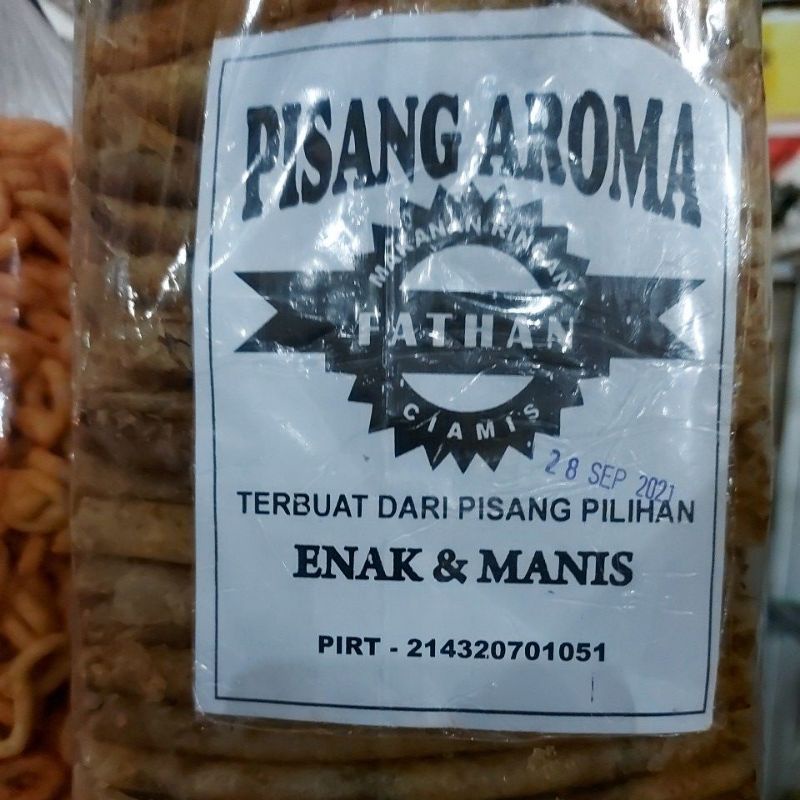 PISANG AROMA
MAKANAN RINGAN
FATHAN
CIAMIS
28 SEP 2021
TERBUAT DARI PISANG PILIHAN
ENAK & MANIS
PIRT - 214320701051